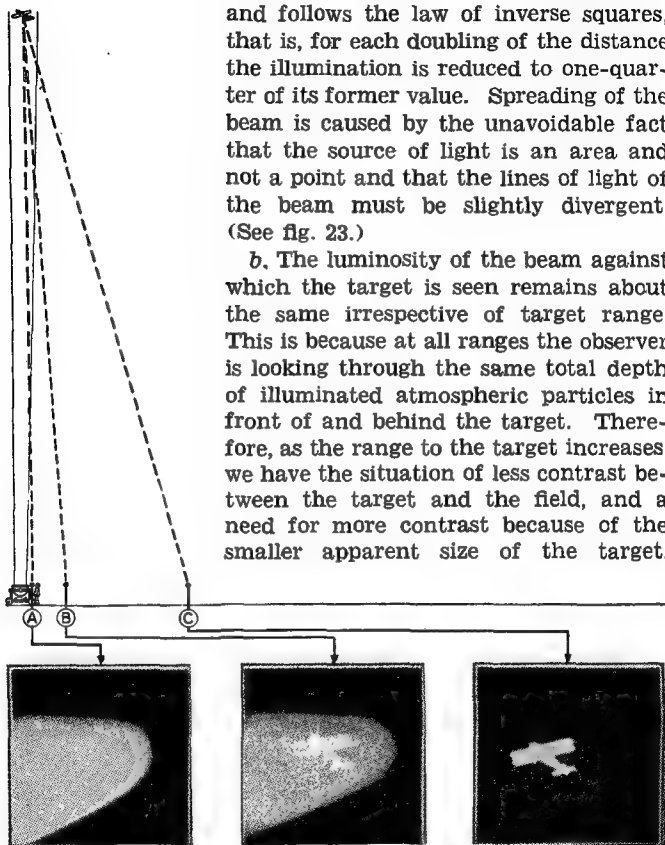 and follows the law of inverse squares,
that is, for each doubling of the distance
the illumination is reduced to one-quar-
ter of its former value. Spreading of the
beam is caused by the unavoidable fact
that the source of light is an area and
not a point and that the lines of light of
the beam must be slightly divergent
(See fig. 23.)
b. The luminosity of the beam against
which the target is seen remains about
the same irrespective of target range
This is because at all ranges the observer
is looking through the same total depth
of illuminated atmospheric particles in
front of and behind the target. There-
fore, as the range to the target increases
we have the situation of less contrast be-
tween the target and the field, and a
need for more contrast because of the
smaller apparent size of the target.
A B C